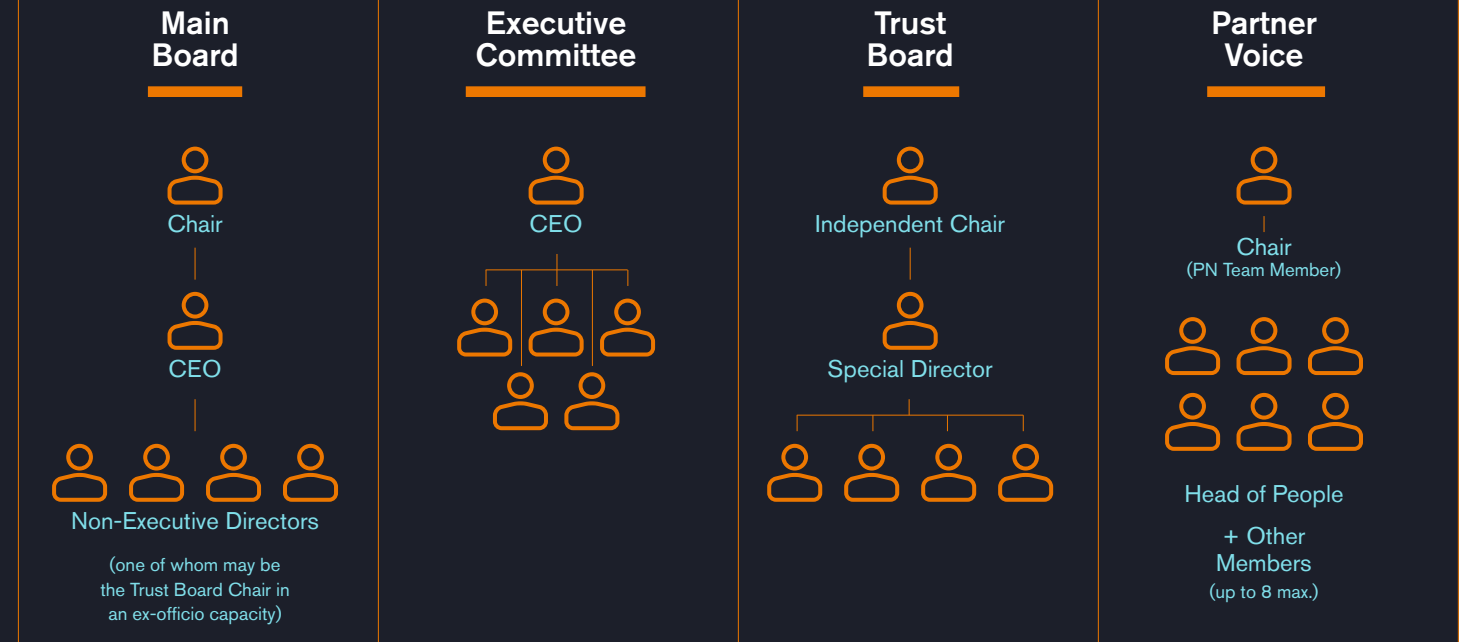 Main
Board
Chair
CEO
Non-Executive Directors
(one of whom may be
the Trust Board Chair in
an ex-officio capacity)
Executive
Committee
CEO
Trust
Board
Independent Chair
Special Director
Partner
Voice
Chair
(PN Team Member)
Head of People
+ Other
Members
(up to 8 max.)